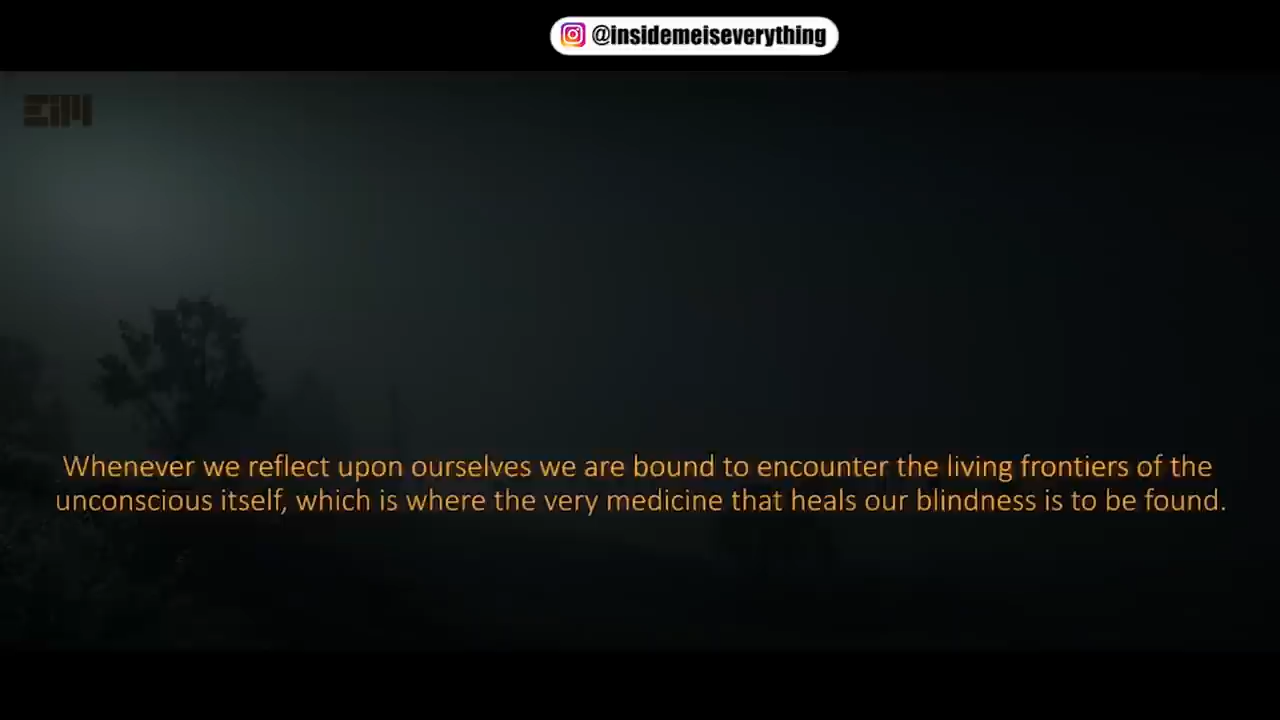 @insidemeiseverything
EIM
Whenever we reflect upon ourselves we are bound to encounter the living frontiers of the
unconscious itself, which is where the very medicine that heals our blindness is to be found.